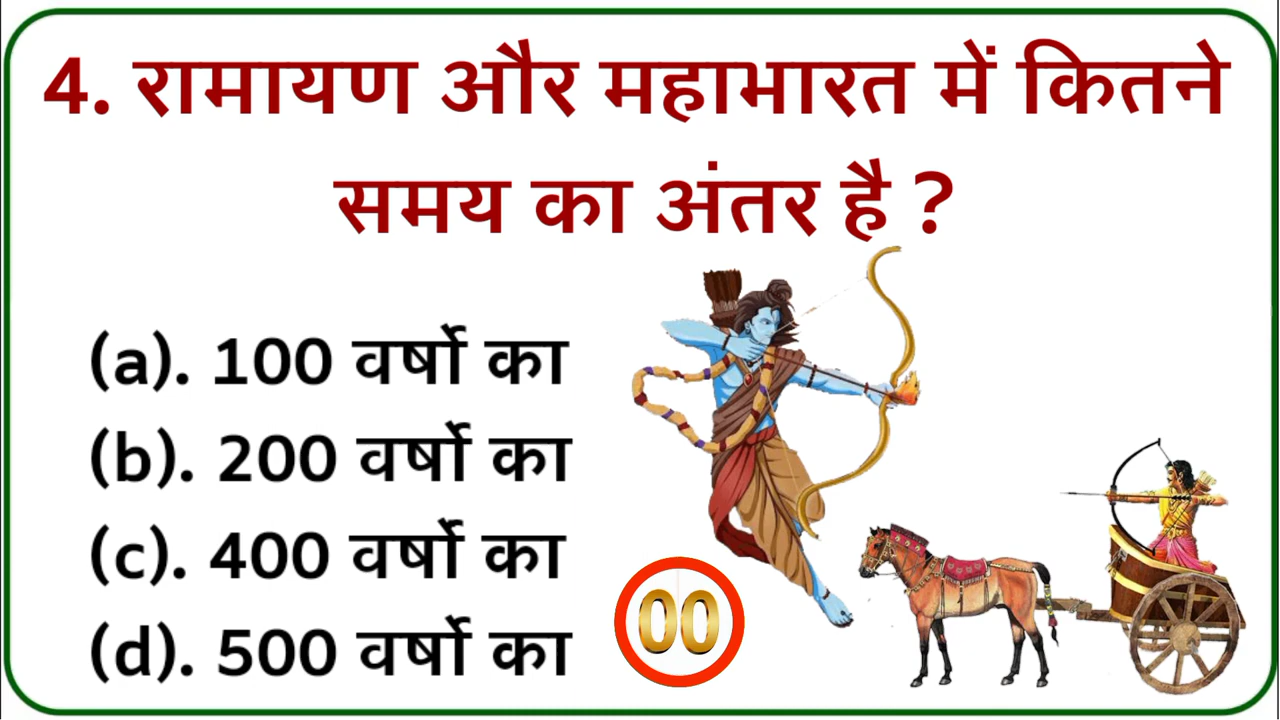 4. रामायण और महाभारत में कितने
समय का अंतर है ?
(a). 100 वर्षो का
(b). 200 वर्षो का
(c). 400 वर्षो का
(d). 500 वर्षो का
00